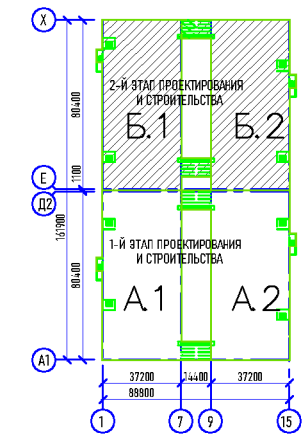 Х
2-й ЭТАП ПРОЕКТИРОВАНИЯ
И СТРОИТЕЛЬСТВА
Б.1
Б.2
80400
Е
1100
Д2
161900
1-й ЭТАП ПРОЕКТИРОВАНИЯ
И СТРОИТЕЛЬСТВА
80400
А.1
А.2
А1
37200
14400
37200
88800
1
7
9
15